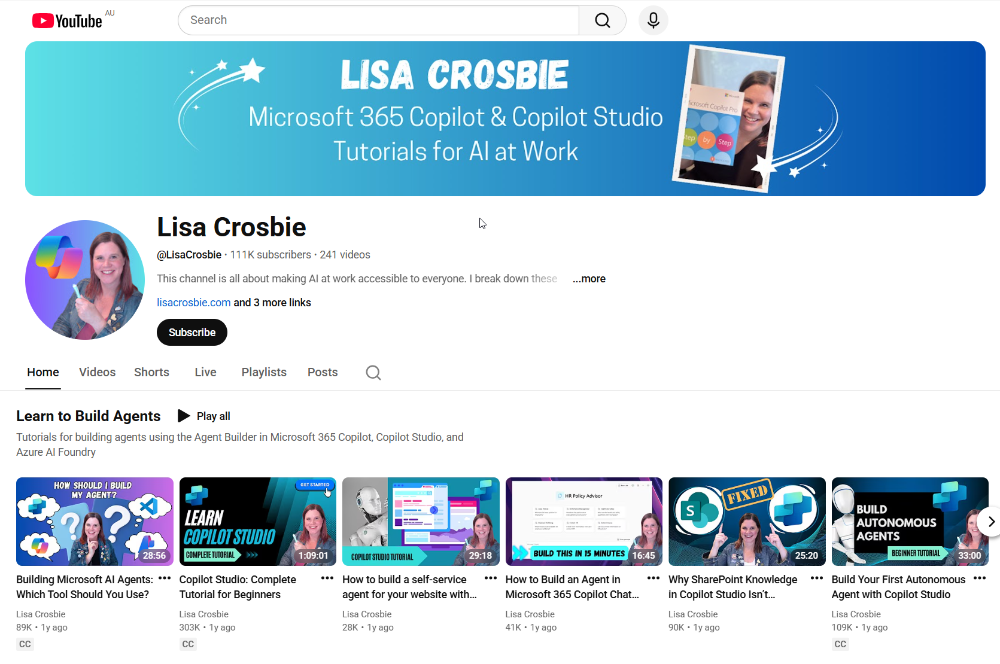 YouTube AU
Search
LISA CROSBIE
Microsoft 365 Copilot & Copilot Studio
Tutorials for AI at Work
Microsoft
Microsoft Copilot Pro
Step by Step
Lisa Crosbie
@LisaCrosbie • 111K subscribers • 241 videos
This channel is all about making AI at work accessible to everyone. I break down these ...more
lisacrosbie.com and 3 more links
Subscribe
Home Videos Shorts Live Playlists Posts
Learn to Build Agents Play all
Tutorials for building agents using the Agent Builder in Microsoft 365 Copilot, Copilot Studio, and
Azure AI Foundry
HOW SHOULD I BUILD
MY AGENT?
28:56
GET STARTED
LEARN
COPILOT STUDIO
COMPLETE TUTORIAL
1:09:01
COPILOT STUDIO TUTORIAL
29:18
HR Policy Advisor
BUILD THIS IN 15 MINUTES
16:45
FIXED
S
25:20
BUILD
AUTONOMOUS
AGENTS
BEGINNER TUTORIAL
33:00
Building Microsoft AI Agents:
Which Tool Should You Use?
Lisa Crosbie
89K • 1y ago
CC
Copilot Studio: Complete
Tutorial for Beginners
Lisa Crosbie
303K • 1y ago
CC
How to build a self-service
agent for your website with...
Lisa Crosbie
28K • 1y ago
How to Build an Agent in
Microsoft 365 Copilot Chat...
Lisa Crosbie
41K • 1y ago
Why SharePoint Knowledge
in Copilot Studio Isn’t...
Lisa Crosbie
90K • 1y ago
Build Your First Autonomous
Agent with Copilot Studio
Lisa Crosbie
109K • 1y ago
CC